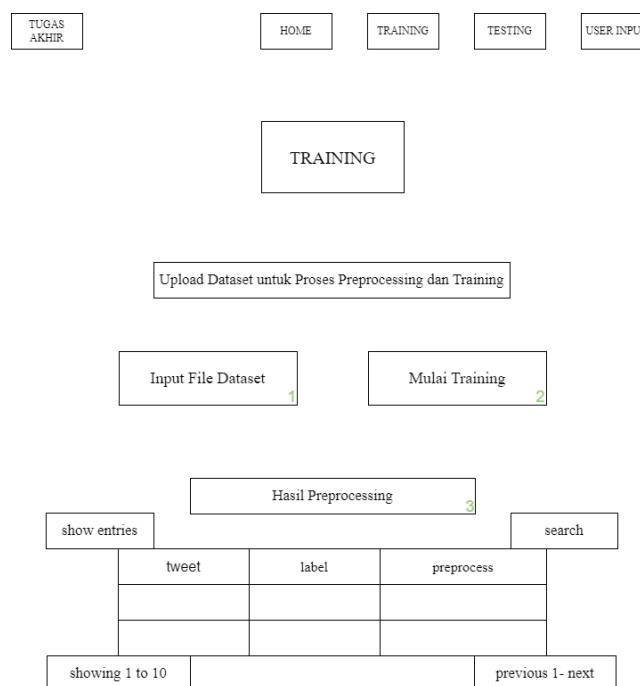 TUGAS
AKHIR
HOME
TRAINING
TESTING
USER INPU
TRAINING
Upload Dataset untuk Proses Preprocessing dan Training
Input File Dataset
1
Mulai Training
2
Hasil Preprocessing
3
show entries
search
tweet
label
preprocess
showing 1 to 10
previous 1- next